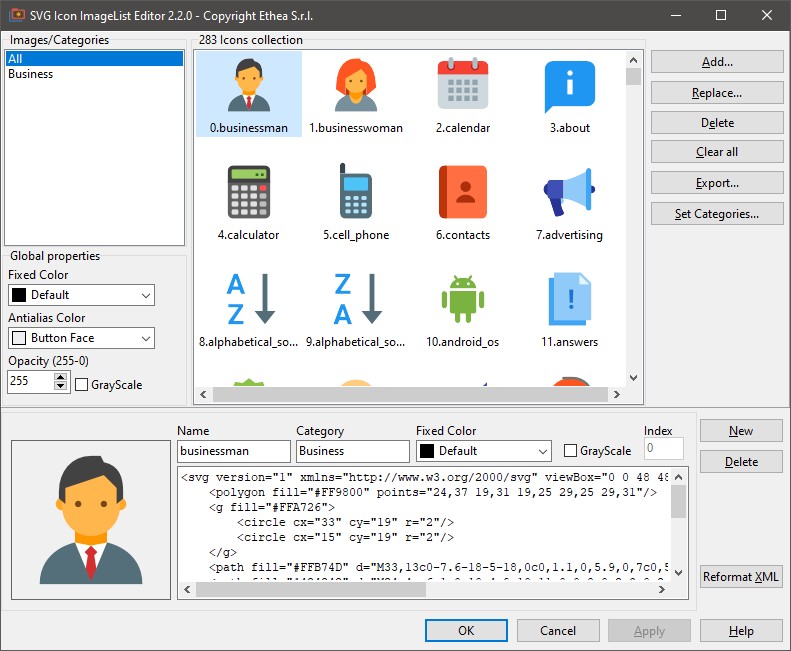 SVG Icon ImageList Editor 2.2.0 - Copyright Ethea S.r.l.
Images/Categories
All
Business
283 Icons collection
0.businessman
1.businesswoman
2.calendar
3.about
4.calculator
5.cell_phone
6.contacts
7.advertising
A
Z
Z
A
8.alphabetical_so...
9.alphabetical_so...
10.android_os
11.answers
Add...
Replace...
Delete
Clear all
Export...
Set Categories...
Global properties
Fixed Color
Default
Antialias Color
Button Face
Opacity (255-0)
255
GrayScale
Name
Category
Fixed Color
Index
businessman
Business
Default
GrayScale
0
<svg version="1" xmlns="http://www.w3.org/2000/svg" viewBox="0 0 48 48
<polygon fill="#FF9800" points="24,37 19,31 19,25 29,25 29,31"/>
<g fill="#FFA726">
<circle cx="33" cy="19" r="2"/>
<circle cx="15" cy="19" r="2"/>
</g>
<path fill="#FFB74D" d="M33,13c0-7.6-18-5-18,0c0,1.1,0,5.9,0,7c0,5
New
Delete
Reformat XML
OK
Cancel
Apply
Help